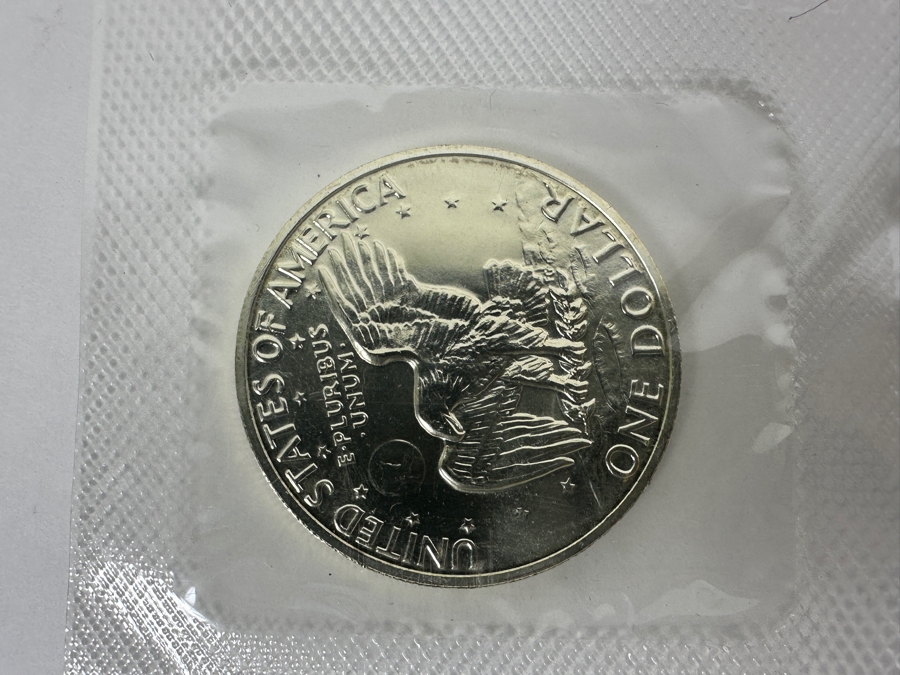 UNITED STATES OF AMERICA
E·PLURIBUS
UNUM.
ONE DOLLAR